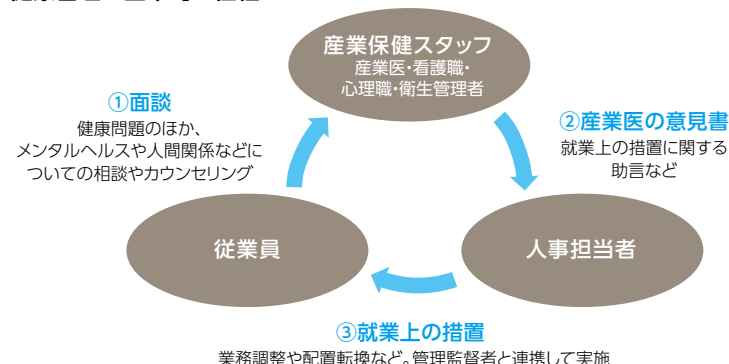 産業保健スタッフ
産業医・看護職・
心理職・衛生管理者
①面談
健康問題のほか、
メンタルヘルスや人間関係などに
ついての相談やカウンセリング
②産業医の意見書
就業上の措置に関する
助言など
従業員
人事担当者
③就業上の措置
業務調整や配置転換など。管理監督者と連携して実施